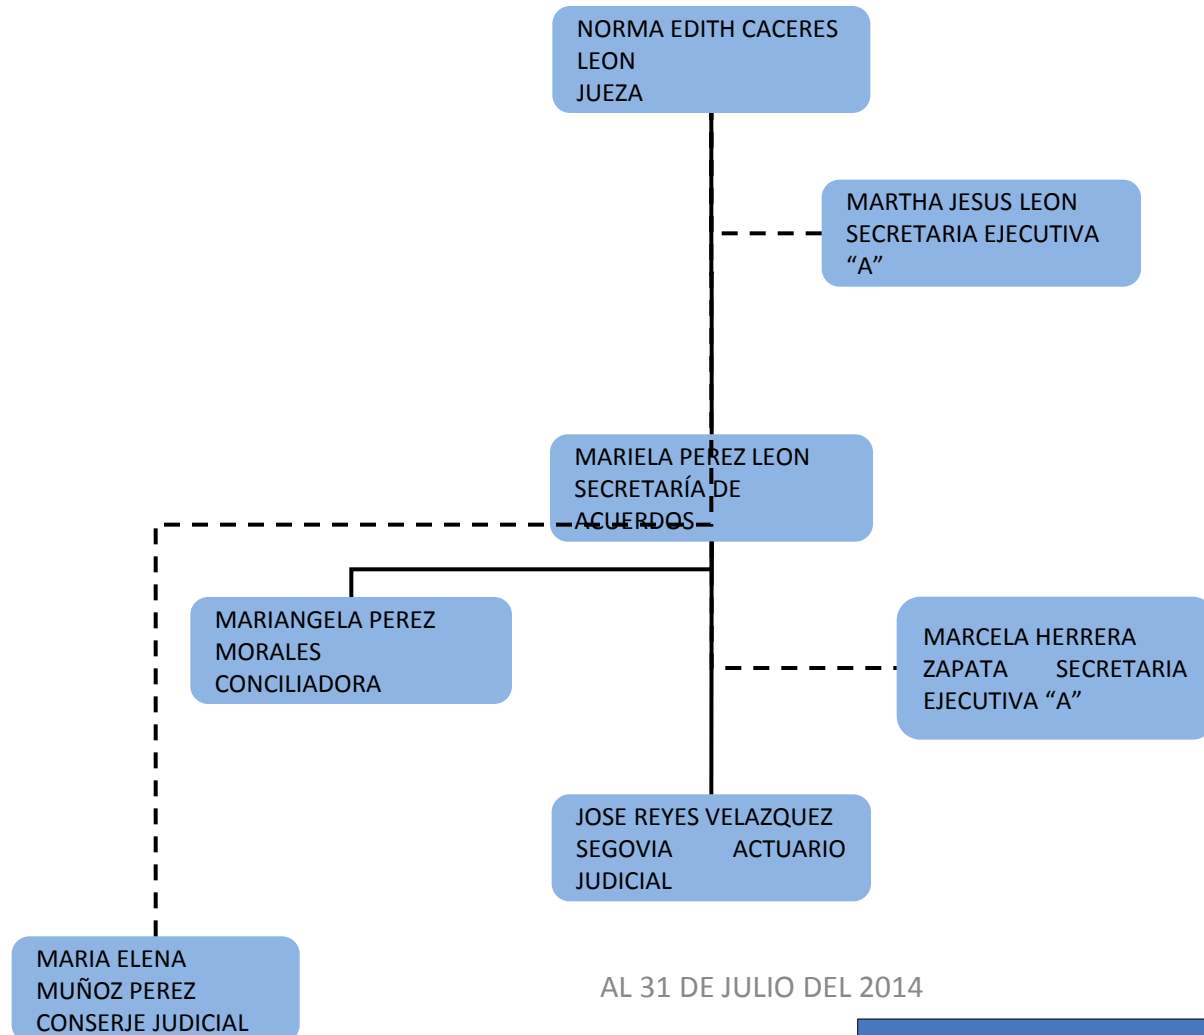 NORMA EDITH CACERES
LEON
JUEZA
MARTHA JESUS LEON
SECRETARIA EJECUTIVA
“A”
MARIELA PEREZ LEON
SECRETARÍA DE
ACUERDOS
MARIANGELA PEREZ
MORALES
CONCILIADORA
MARCELA HERRERA
ZAPATA SECRETARIA
EJECUTIVA “A”
JOSE REYES VELAZQUEZ
SEGOVIA ACTUARIO
JUDICIAL
MARIA ELENA
MUÑOZ PEREZ
CONSERJE JUDICIAL
AL 31 DE JULIO DEL 2014